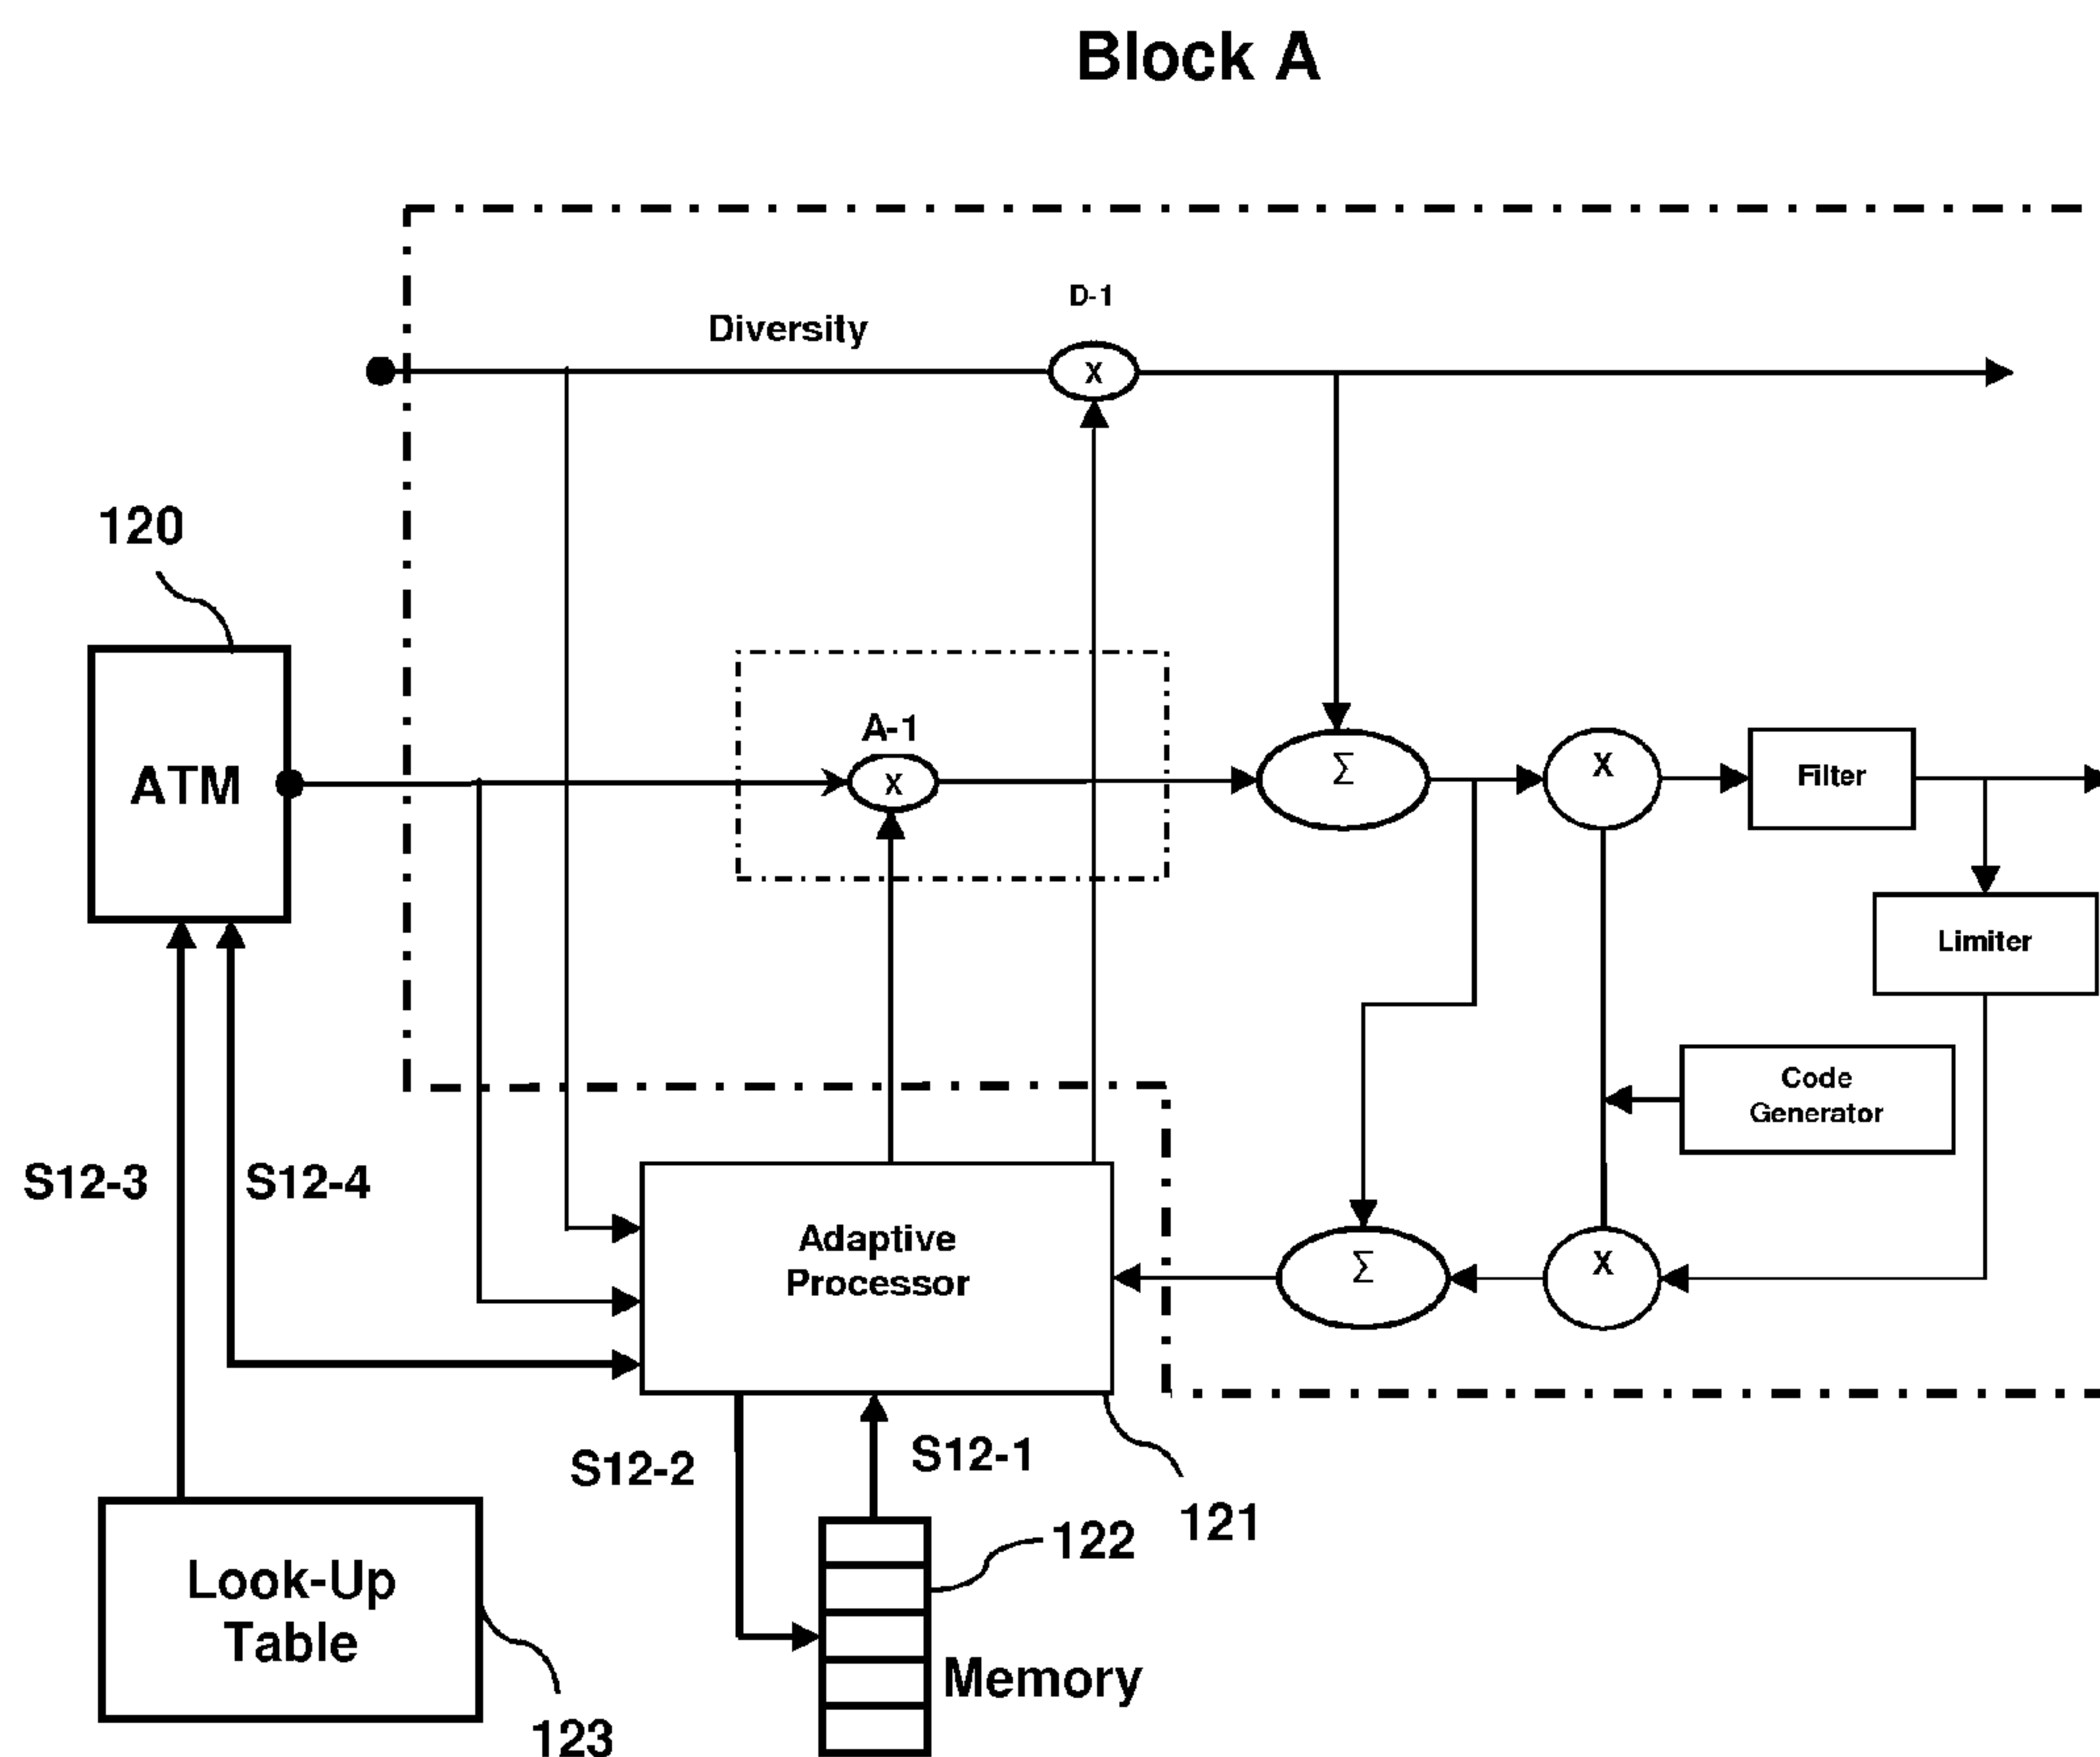 Block A
D-1
Diversity
X
120
A-1
ATM
X
Σ
X
Filter
Limiter
Code
Generator
S12-3
S12-4
Adaptive
Processor
Σ
X
S12-2
S12-1
121
122
Look-Up
Table
Memory
123